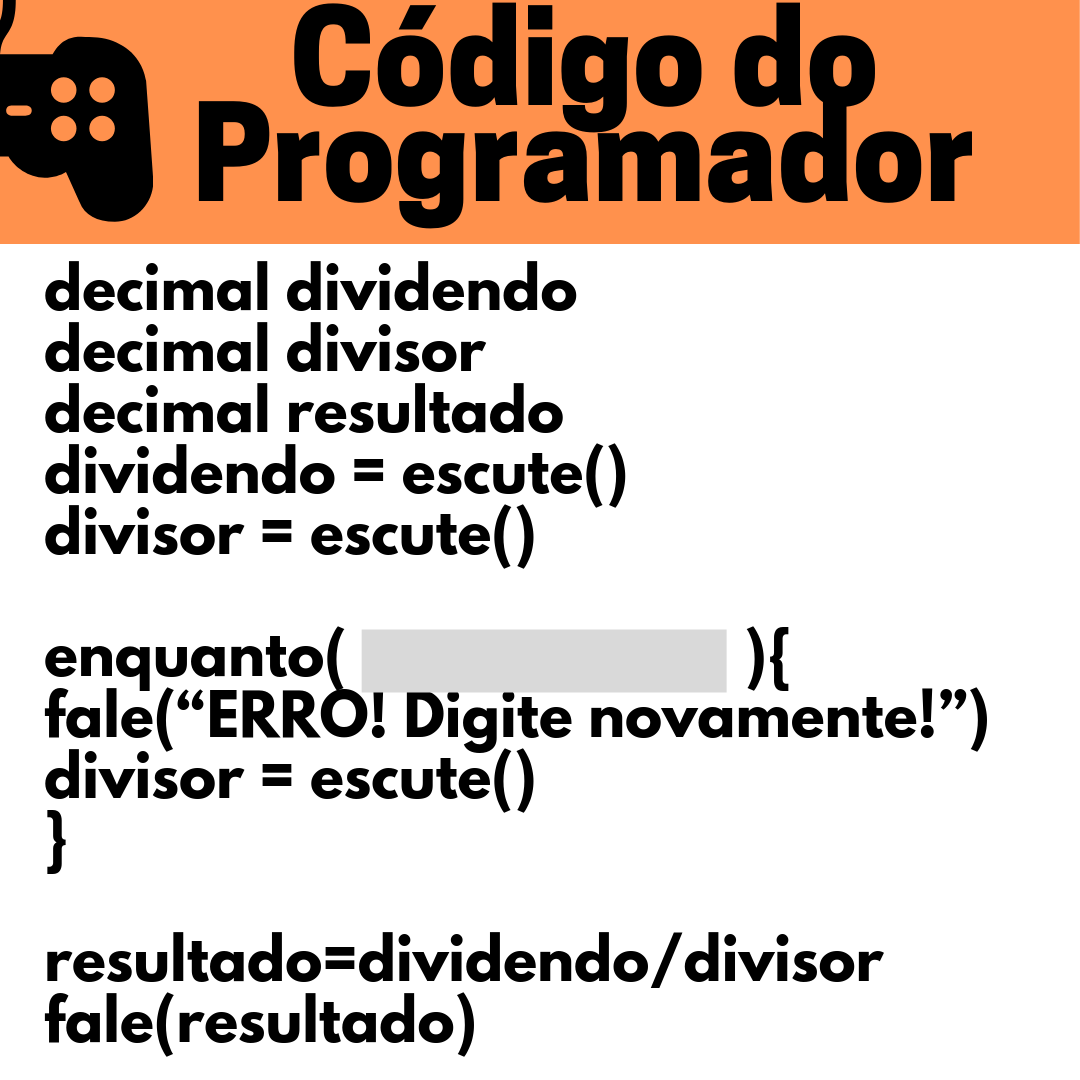 Código do
Programador
decimal dividendo
decimal divisor
decimal resultado
dividendo = escute()
divisor = escute()
enquanto( ){
fale(“ERRO! Digite novamente!”)
divisor = escute()
}
resultado=dividendo/divisor
fale(resultado)